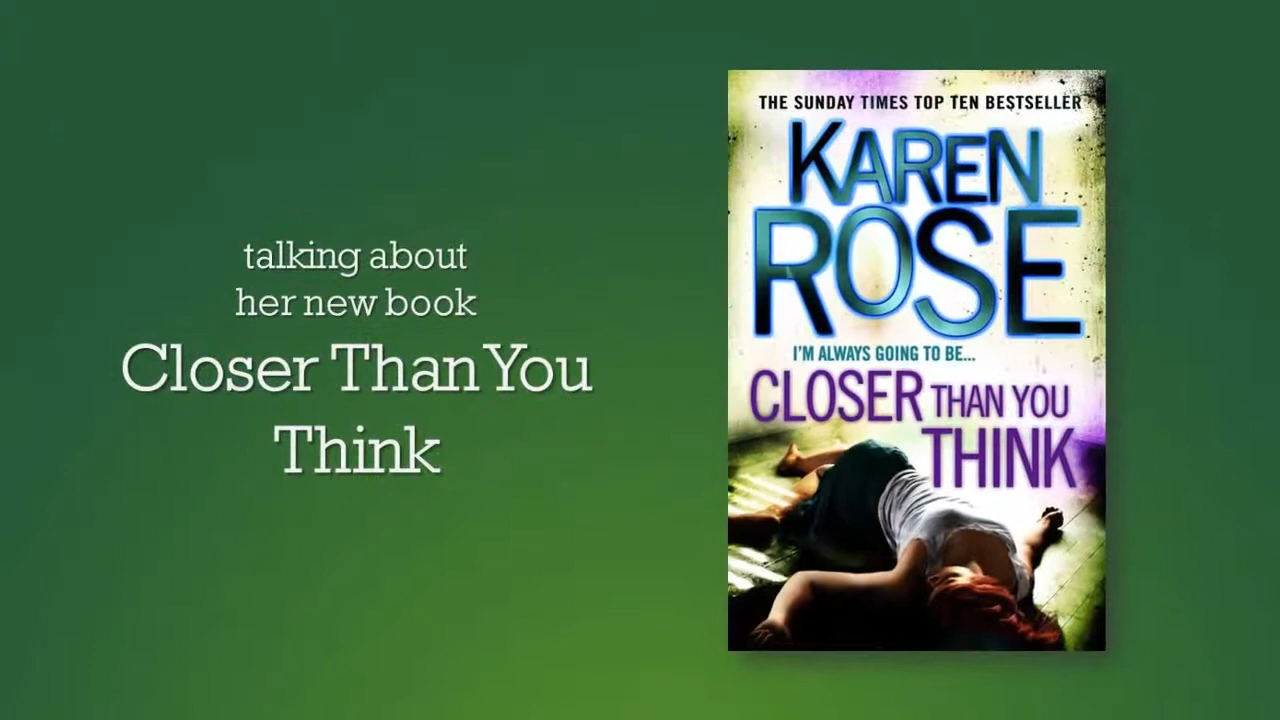 talking about
her new book
Closer Than You
Think
THE SUNDAY TIMES TOP TEN BESTSELLER
KAREN
ROSE
I'M ALWAYS GOING TO BE...
CLOSER THAN YOU
THINK